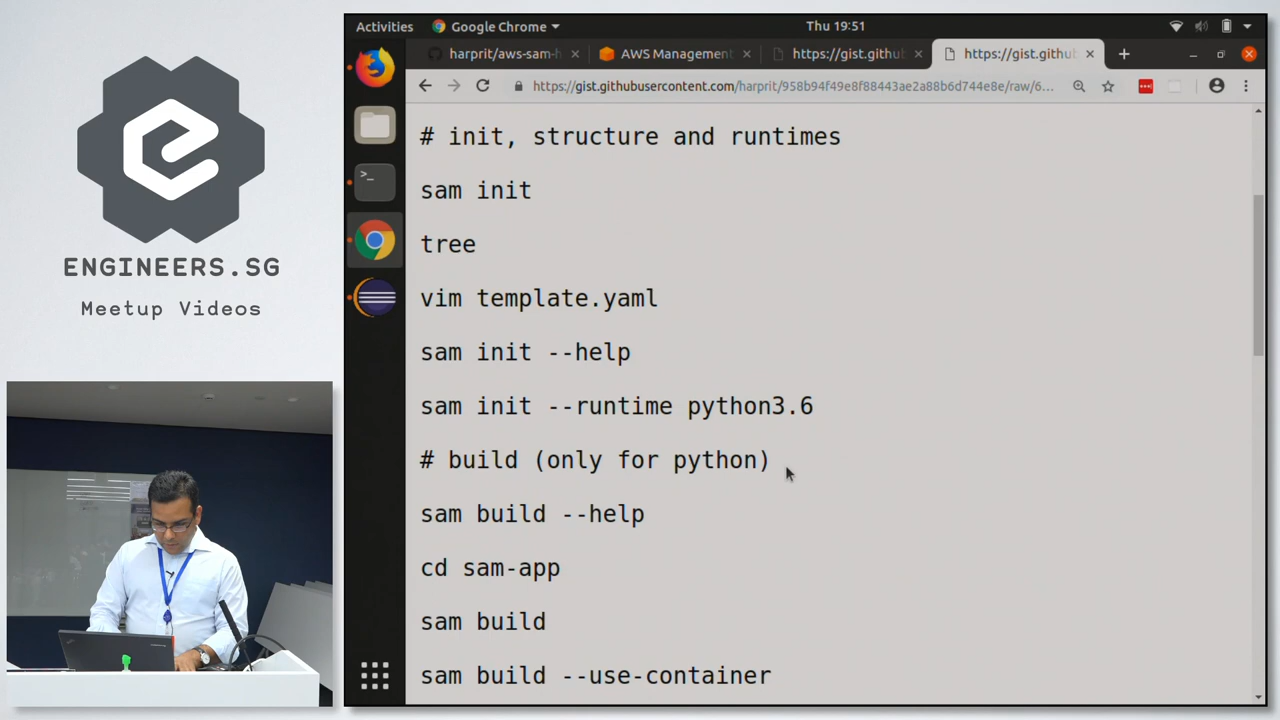 ENGINEERS.SG
Meetup Videos
Activities
Google Chrome
Thu 19:51
harprit/aws-sam-h
AWS Management
https://gist.githu
https://gist.githu
https://gist.githubusercontent.com/harprit/958b94f49e8f88443ae2a88b6d744e8e/raw/6...
# init, structure and runtimes
sam init
tree
vim template.yaml
sam init --help
sam init --runtime python3.6
# build (only for python)
sam build --help
cd sam-app
sam build
sam build --use-container